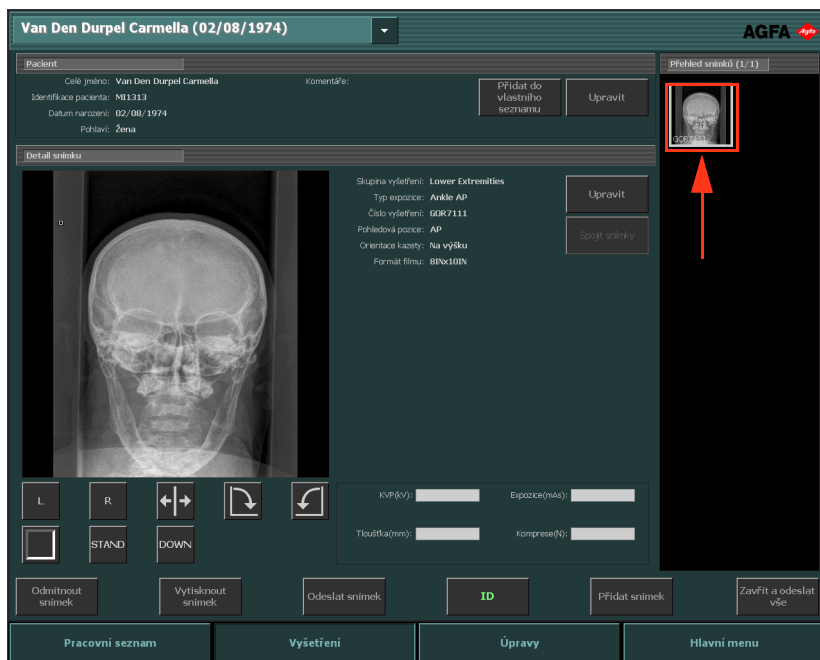 Van Den Durpel Carmella (02/08/1974)
AGFA
Agfa
Pacient
Celé jméno: Van Den Durpel Carmella
Komentáře:
Identifikace pacienta: MI1313
Datum narození: 02/08/1974
Pohlaví: Žena
Přidat do
vlastního
seznamu
Upravit
Přehled snímků (1/1)
GOR7111
Detail snímku
Skupina vyšetření: Lower Extremities
Typ expozice: Ankle AP
Číslo vyšetření: GOR7111
Pohledová pozice: AP
Orientace kazety: Na výšku
Formát filmu: 8INx10IN
Upravit
Spojit snímky
L
R
STAND
DOWN
KVP(kV):
Expozice(mAs):
Tloušťka(mm):
Komprese(N):
Odmítnout
snímek
Vytisknout
snímek
Odeslat snímek
ID
Přidat snímek
Zavřít a odeslat
vše
Pracovní seznam
Vyšetření
Úpravy
Hlavní menu